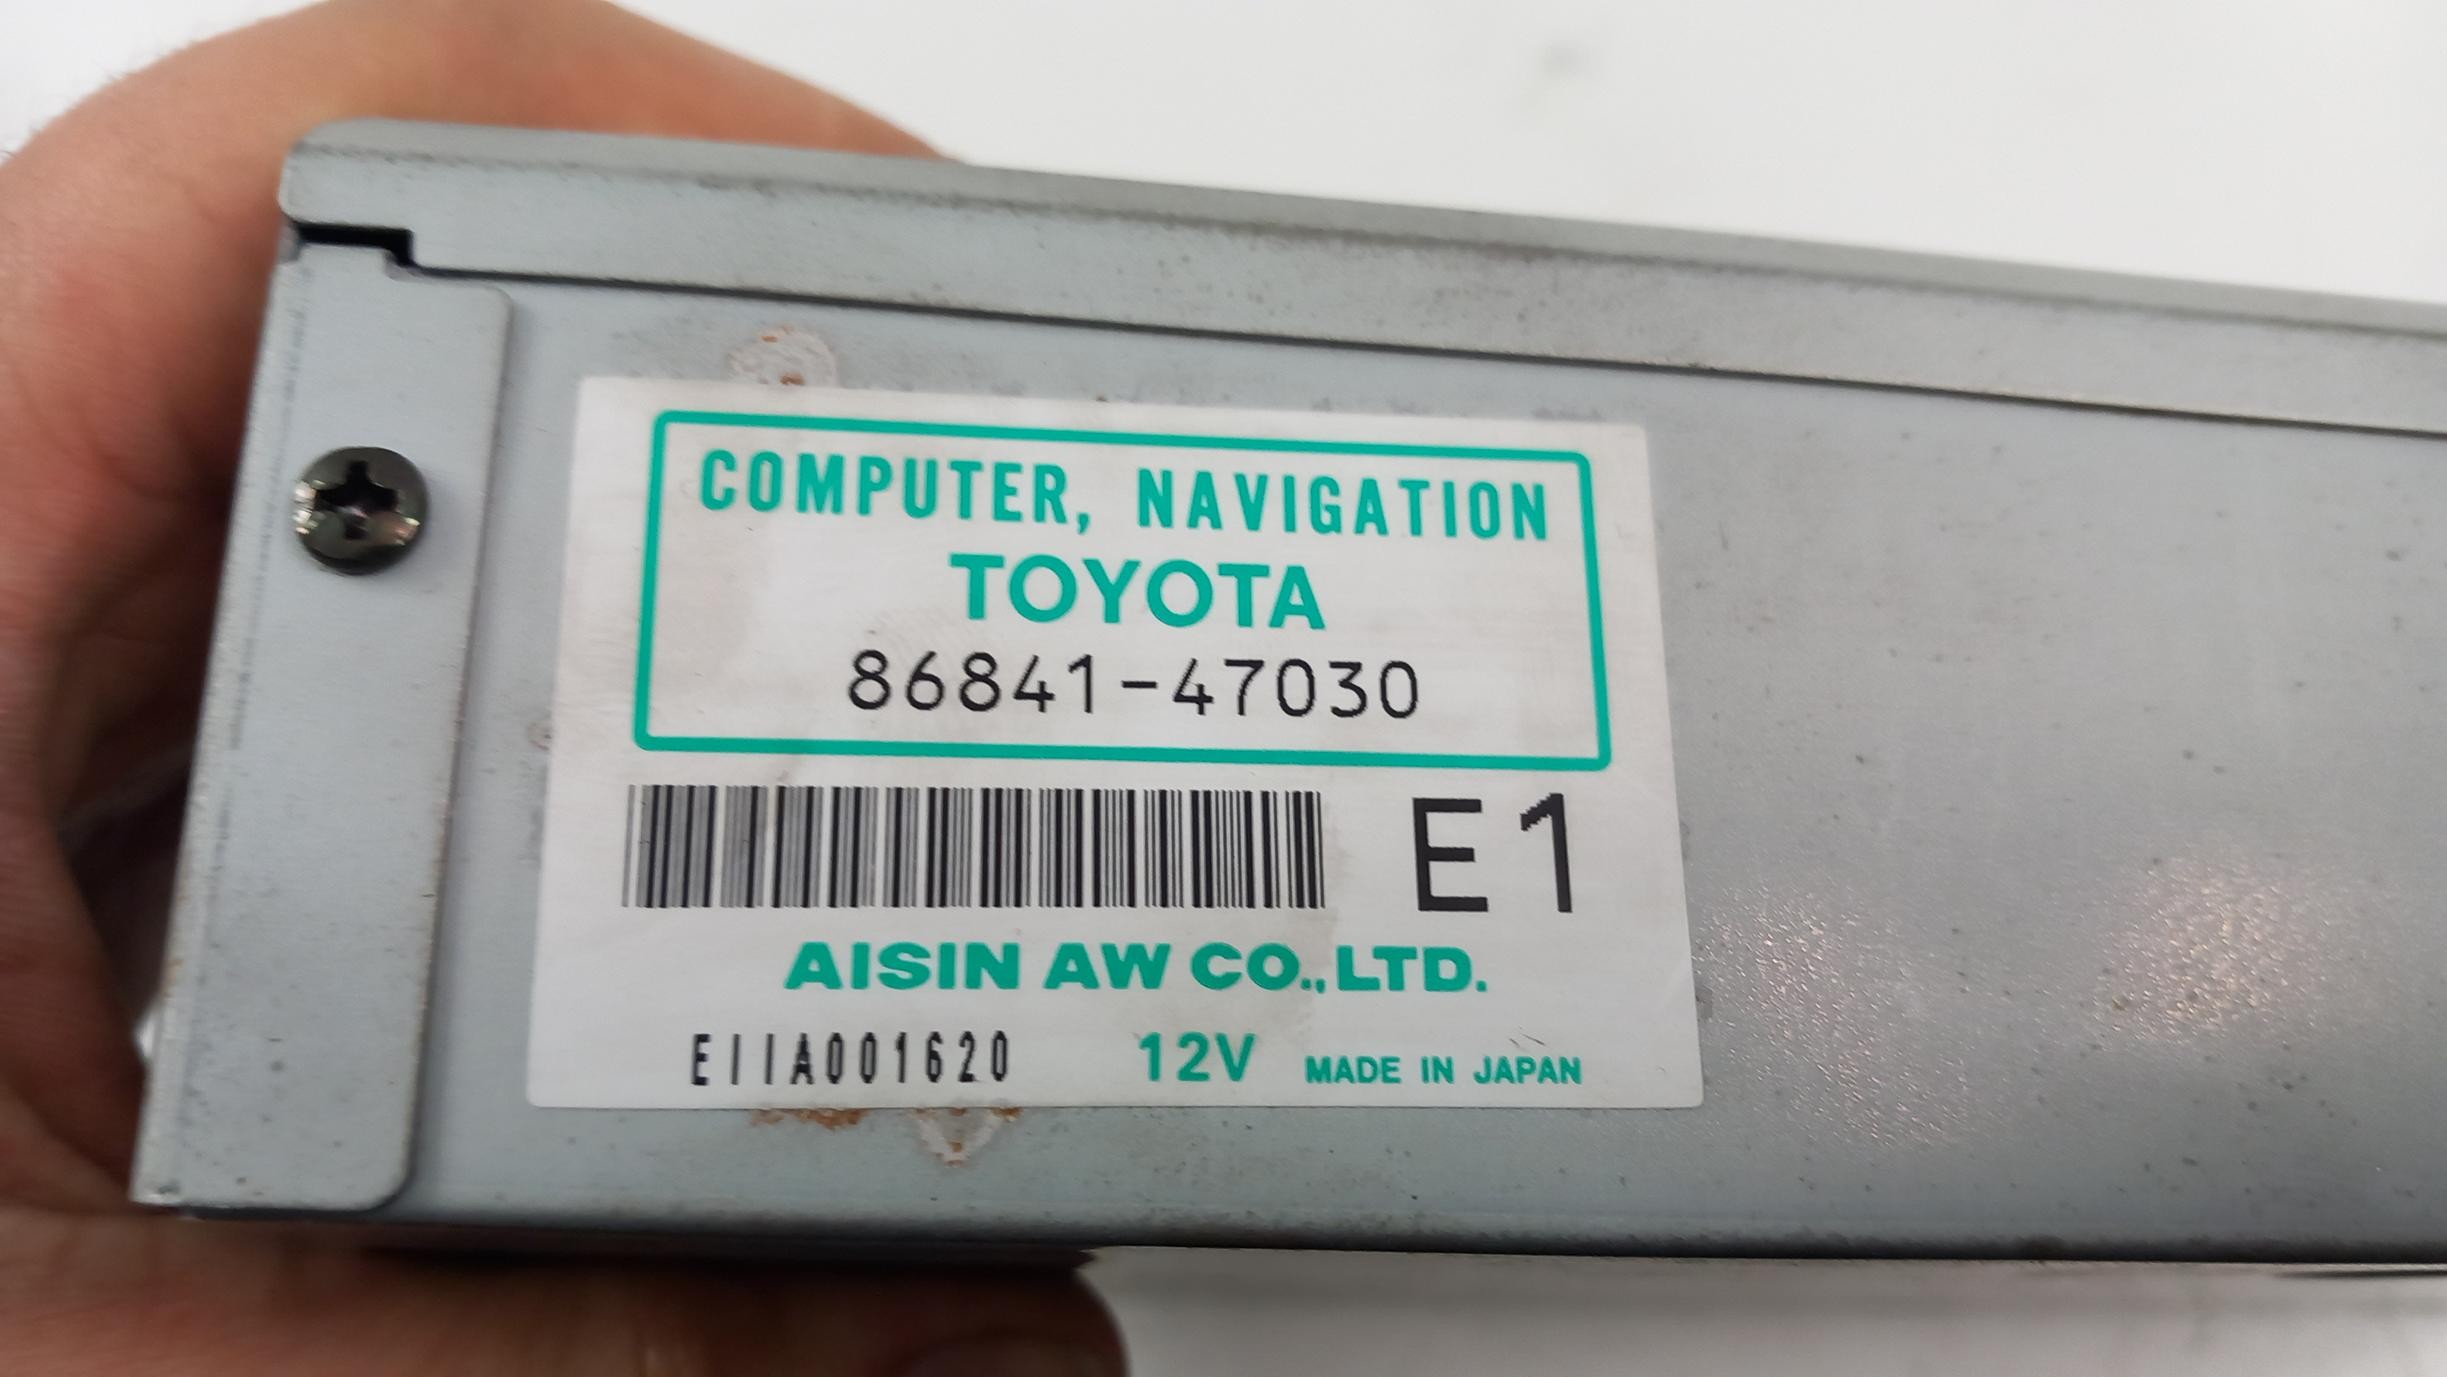 COMPUTER, NAVIGATION
TOYOTA
86841-47030
E1
AISIN AW CO.,LTD.
E11A001620 12V MADE IN JAPAN